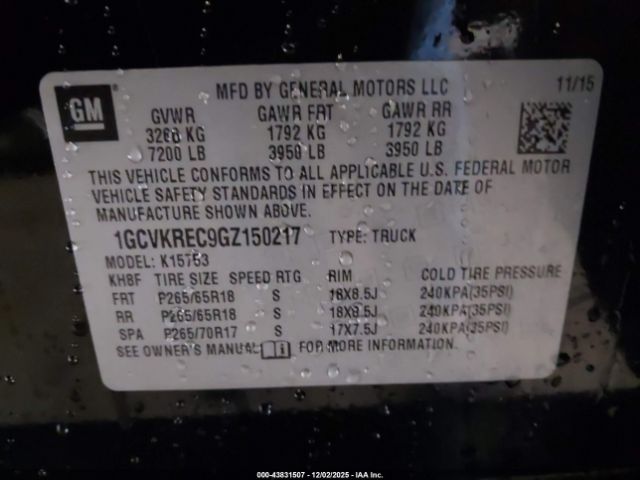 GM
MFD BY GENERAL MOTORS LLC 11/15
GVWR GAWR FRT GAWR RR
3266 KG 1792 KG 1792 KG
7200 LB 3950 LB 3950 LB
THIS VEHICLE CONFORMS TO ALL APPLICABLE U.S. FEDERAL MOTOR
VEHICLE SAFETY STANDARDS IN EFFECT ON THE DATE OF
MANUFACTURE SHOWN ABOVE.
1GCVKREC9GZ150217 TYPE: TRUCK
MODEL: K15753
KHBF TIRE SIZE SPEED RTG RIM COLD TIRE PRESSURE
FRT P265/65R18 S 18X8.5J 240KPA(35PSI)
RR P265/65R18 S 18X8.5J 240KPA(35PSI)
SPA P265/70R17 S 17X7.5J 240KPA(35PSI)
SEE OWNER'S MANUAL FOR MORE INFORMATION.
000-43831507 - 12/02/2025 - IAAI, Inc.